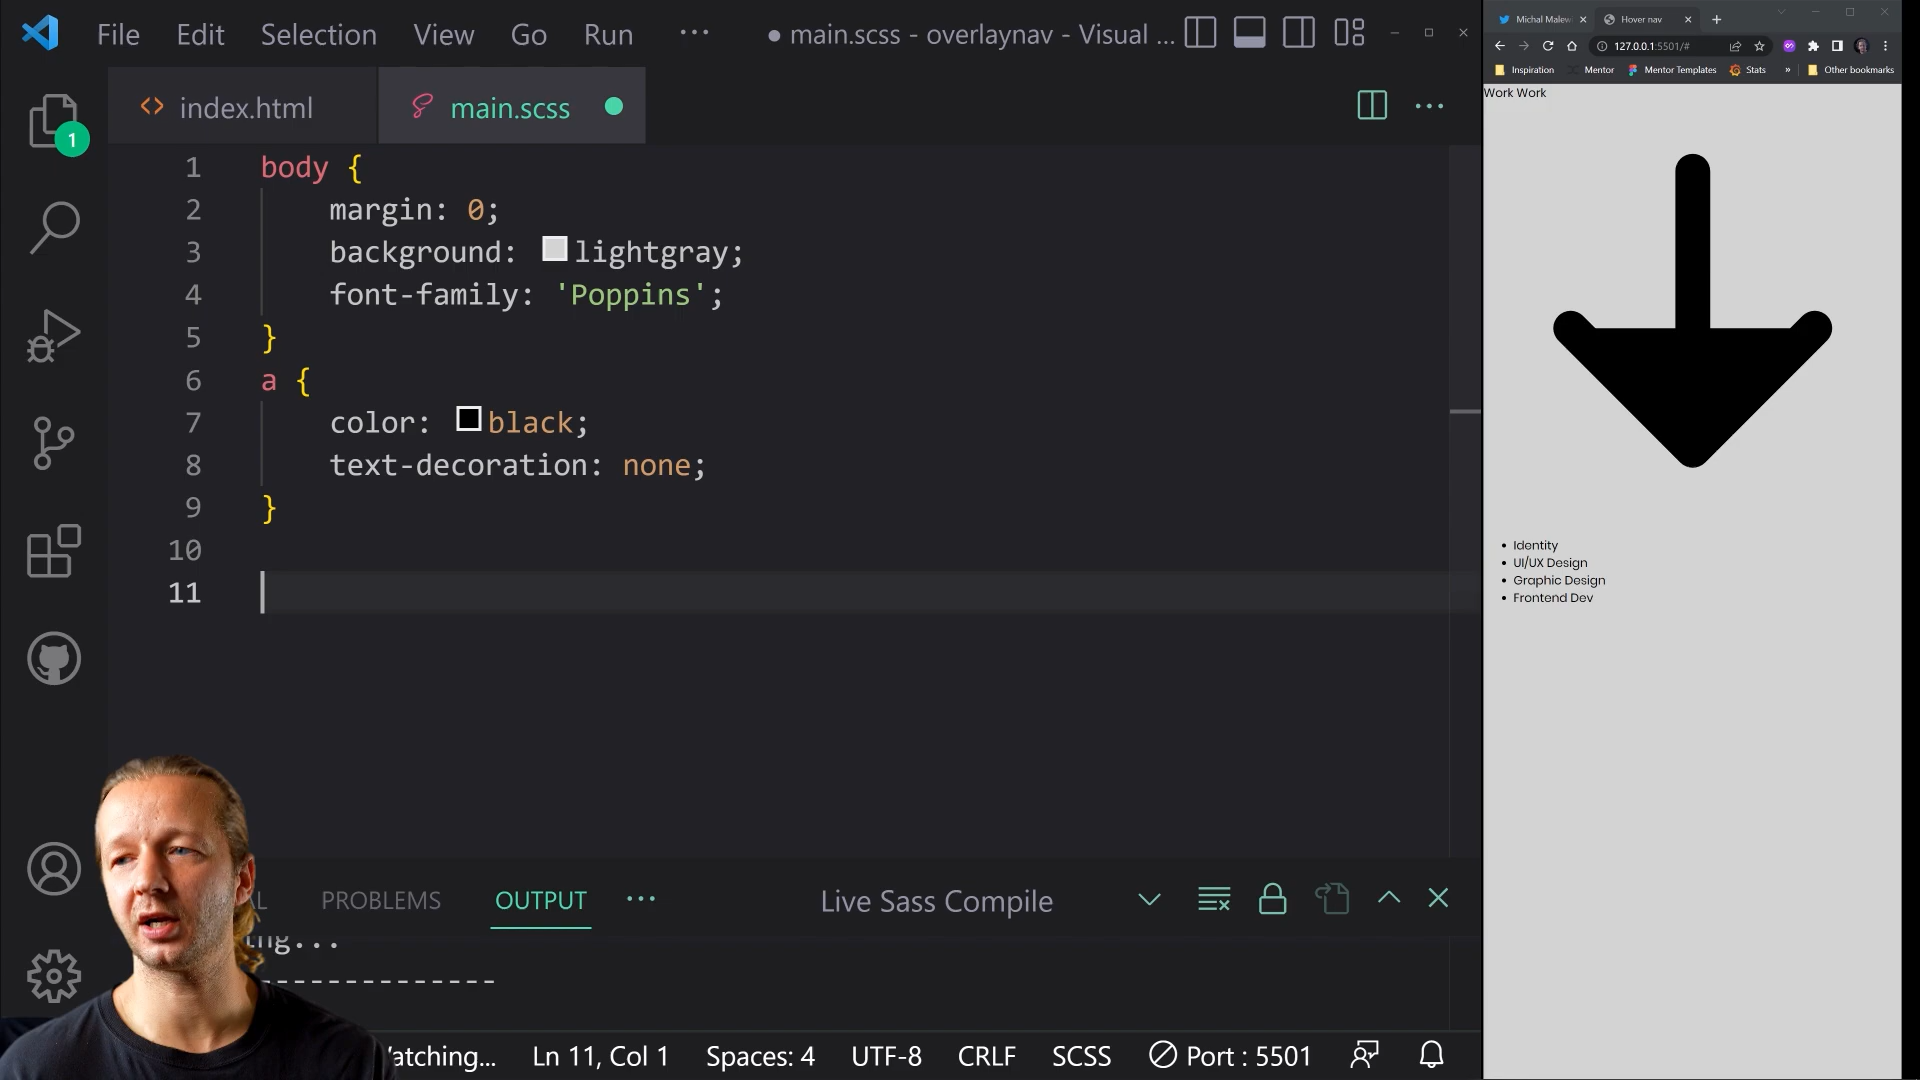 File Edit Selection View Go Run ··· ● main.scss - overlaynav - Visual ...
1
index.html
main.scss
1 body {
2 margin: 0;
3 background: lightgray;
4 font-family: 'Poppins';
5 }
6 a {
7 color: black;
8 text-decoration: none;
9 }
10
11
PROBLEMS OUTPUT ··· Live Sass Compile
--------------
Ln 11, Col 1 Spaces: 4 UTF-8 CRLF SCSS Port : 5501
Hover nav
127.0.0.1:5501/#
Inspiration Mentor Mentor Templates Stats » Other bookmarks
Work Work
• Identity
• UI/UX Design
• Graphic Design
• Frontend Dev